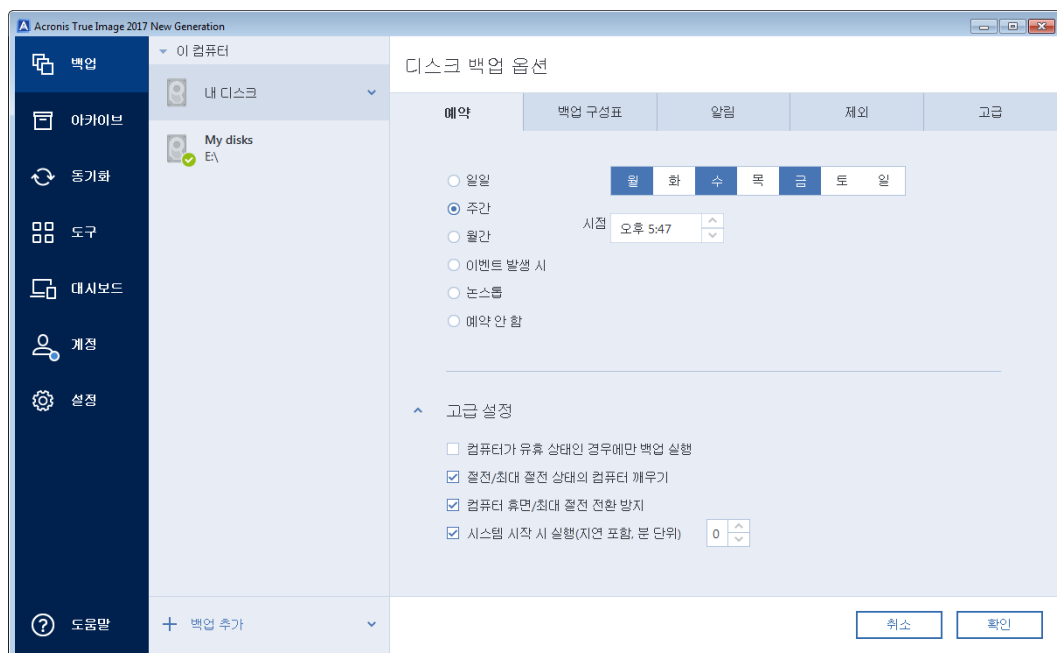 Acronis True Image 2017 New Generation
백업
아카이브
동기화
도구
대시보드
계정
설정
도움말
이 컴퓨터
내 디스크
My disks
E:\
백업 추가
디스크 백업 옵션
예약 백업 구성표 알림 제외 고급
일일
주간
월간
이벤트 발생 시
논스톱
예약 안 함
월 화 수 목 금 토 일
시점 오후 5:47
고급 설정
컴퓨터가 유휴 상태인 경우에만 백업 실행
절전/최대 절전 상태의 컴퓨터 깨우기
컴퓨터 휴면/최대 절전 전환 방지
시스템 시작 시 실행(지연 포함, 분 단위) 0
취소 확인